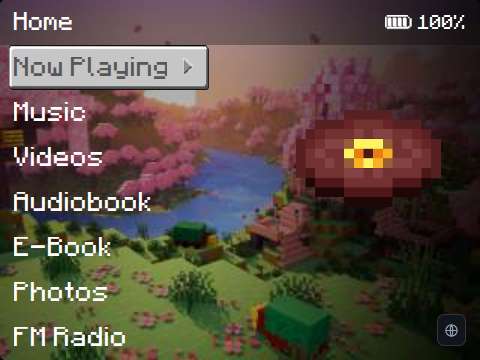 Home
100%
Now Playing
Music
Videos
Audiobook
E-Book
Photos
FM Radio